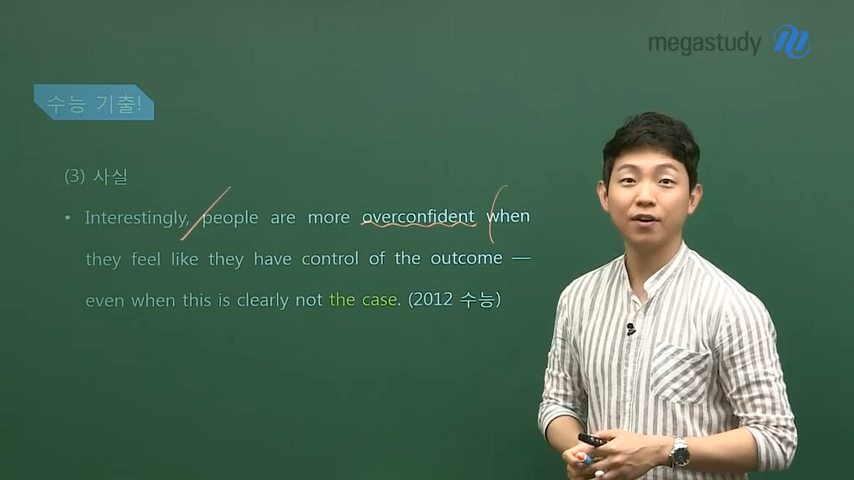 megastudy
수능 기출!
(3) 사실
• Interestingly, people are more overconfident when
they feel like they have control of the outcome —
even when this is clearly not the case. (2012 수능)